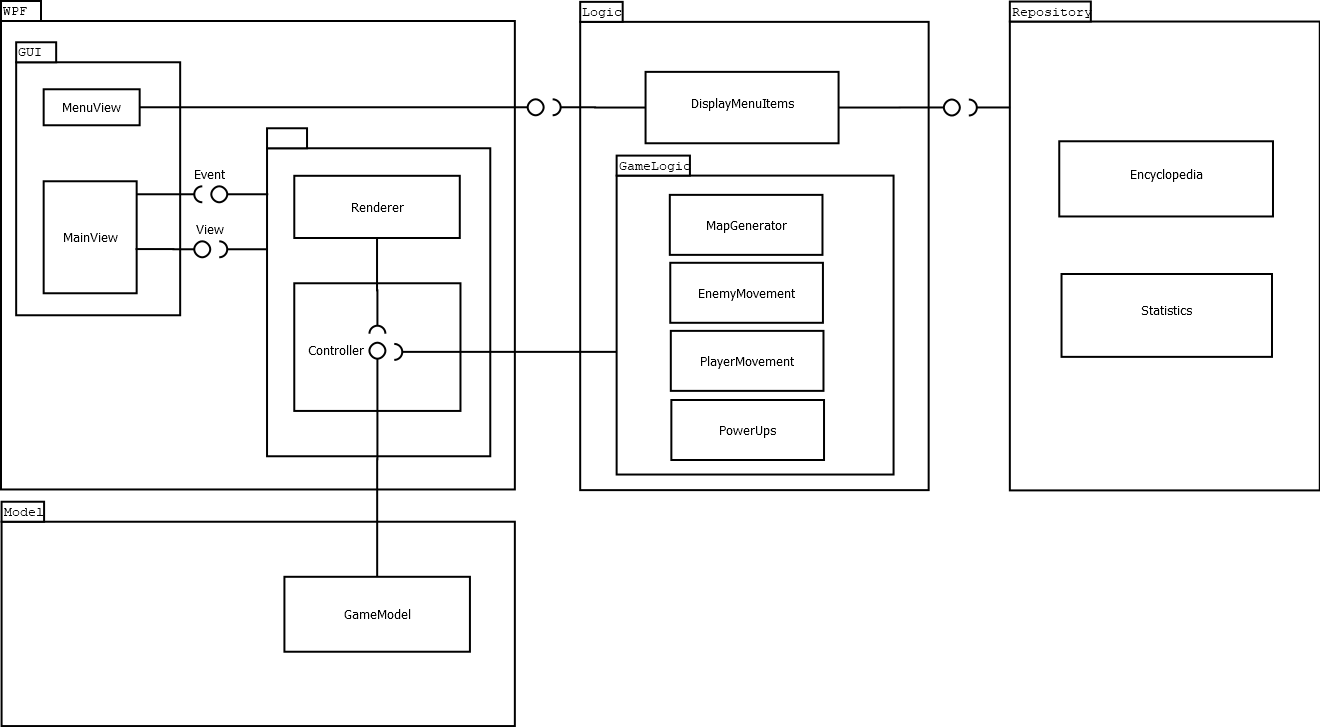 WPF
Logic
Repository
GUI
MenuView
DisplayMenuItems
GameLogic
Event
Encyclopedia
Renderer
MapGenerator
View
MainView
EnemyMovement
Statistics
Controller
PlayerMovement
PowerUps
Model
GameModel